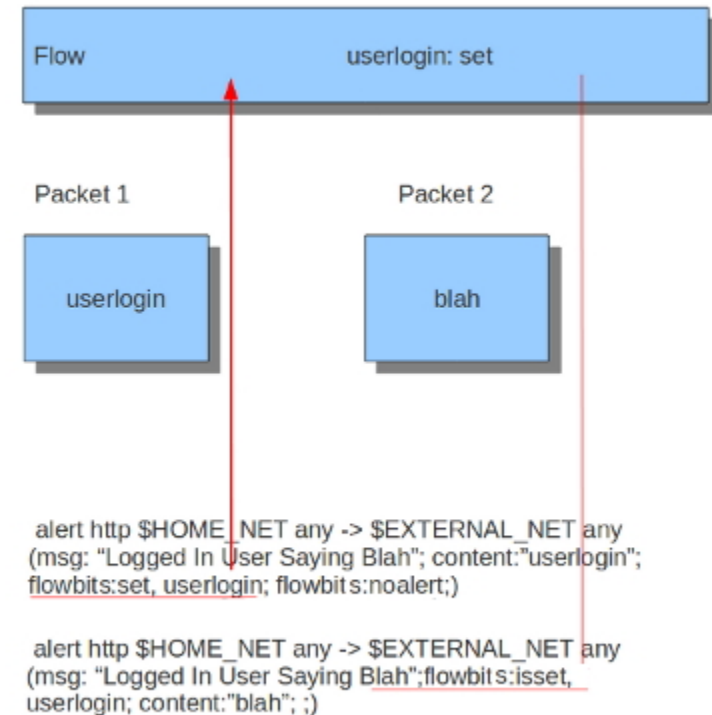 Flow userlogin: set
Packet 1 Packet 2
userlogin blah
alert http $HOME_NET any -> $EXTERNAL_NET any
(msg: “Logged In User Saying Blah”; content:”userlogin”;
flowbits:set, userlogin; flowbits:noalert;)
alert http $HOME_NET any -> $EXTERNAL_NET any
(msg: “Logged In User Saying Blah”;flowbits:isset,
userlogin; content:”blah”; ;)